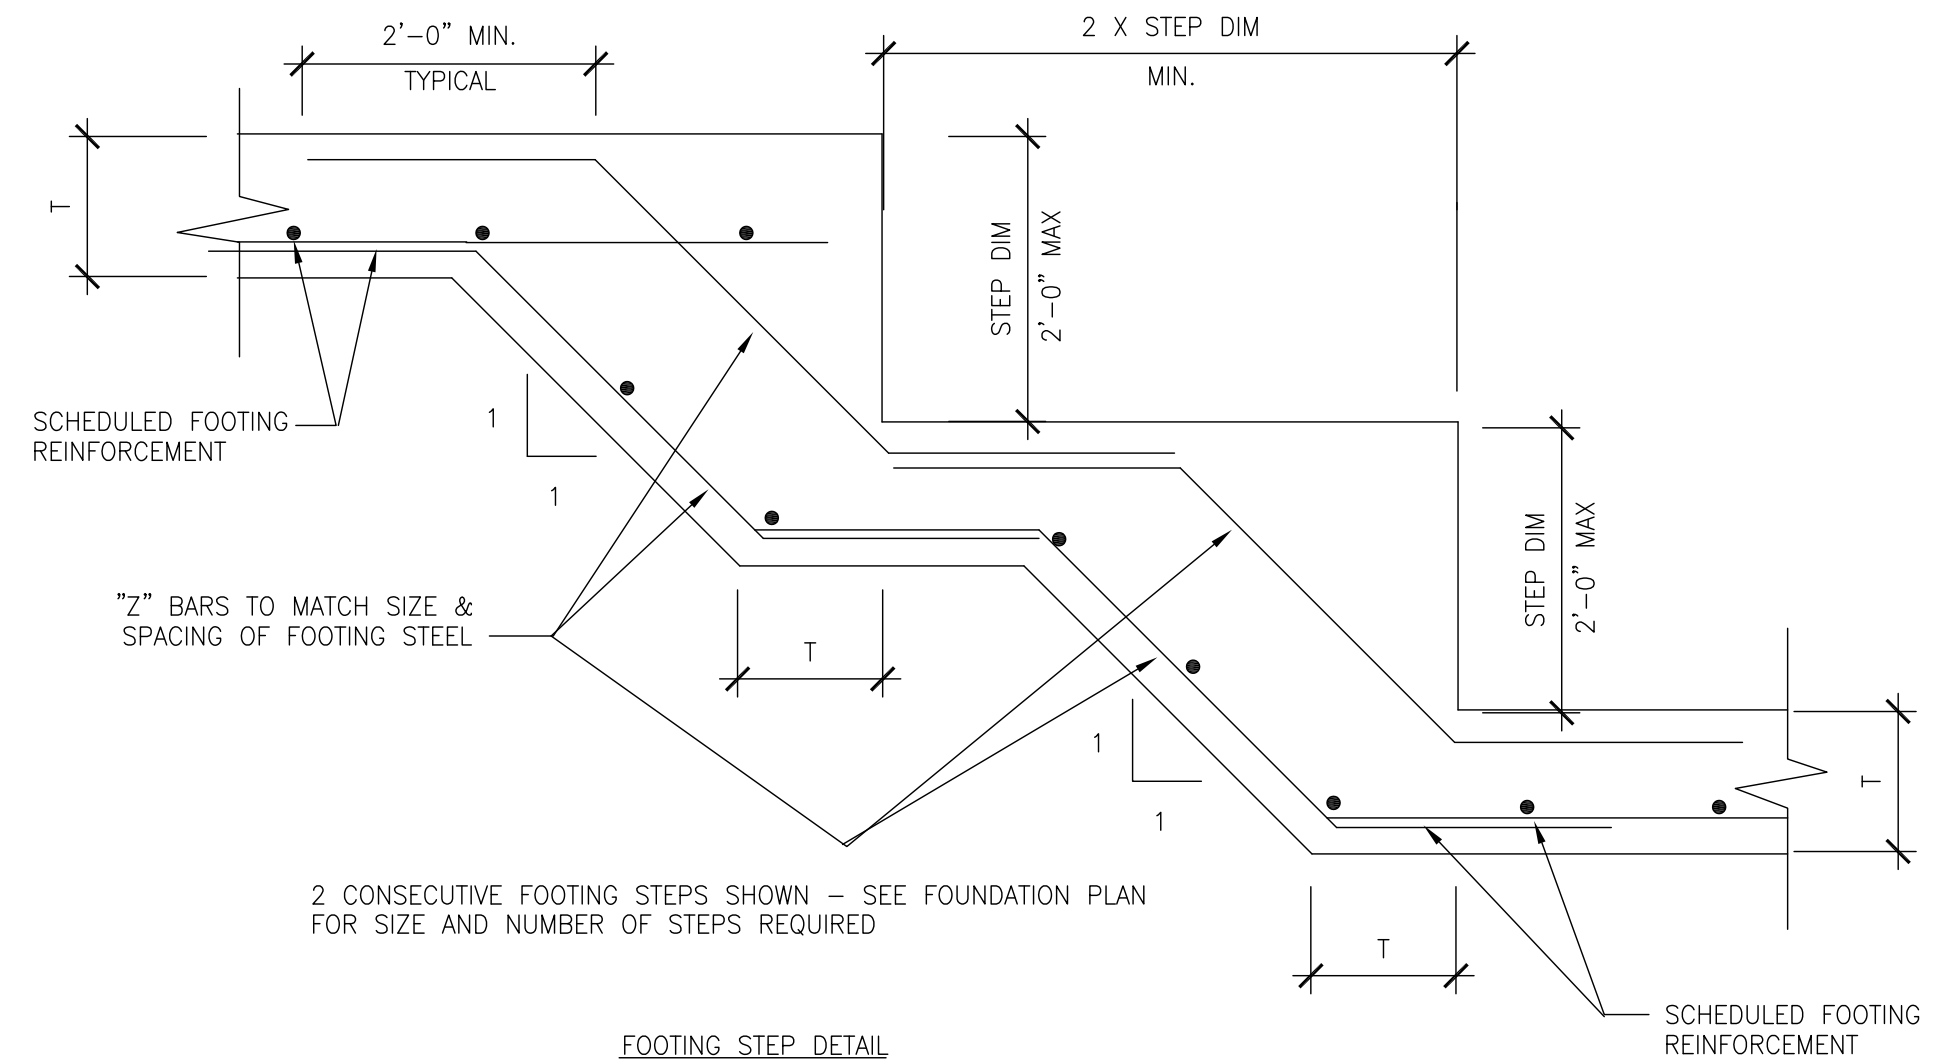 2'-0" MIN.
TYPICAL
2 X STEP DIM
MIN.
T
STEP DIM
2'-0" MAX
SCHEDULED FOOTING
REINFORCEMENT
1
1
STEP DIM
2'-0" MAX
"Z" BARS TO MATCH SIZE &
SPACING OF FOOTING STEEL
T
1
1
T
2 CONSECUTIVE FOOTING STEPS SHOWN – SEE FOUNDATION PLAN
FOR SIZE AND NUMBER OF STEPS REQUIRED
T
SCHEDULED FOOTING
REINFORCEMENT
FOOTING STEP DETAIL